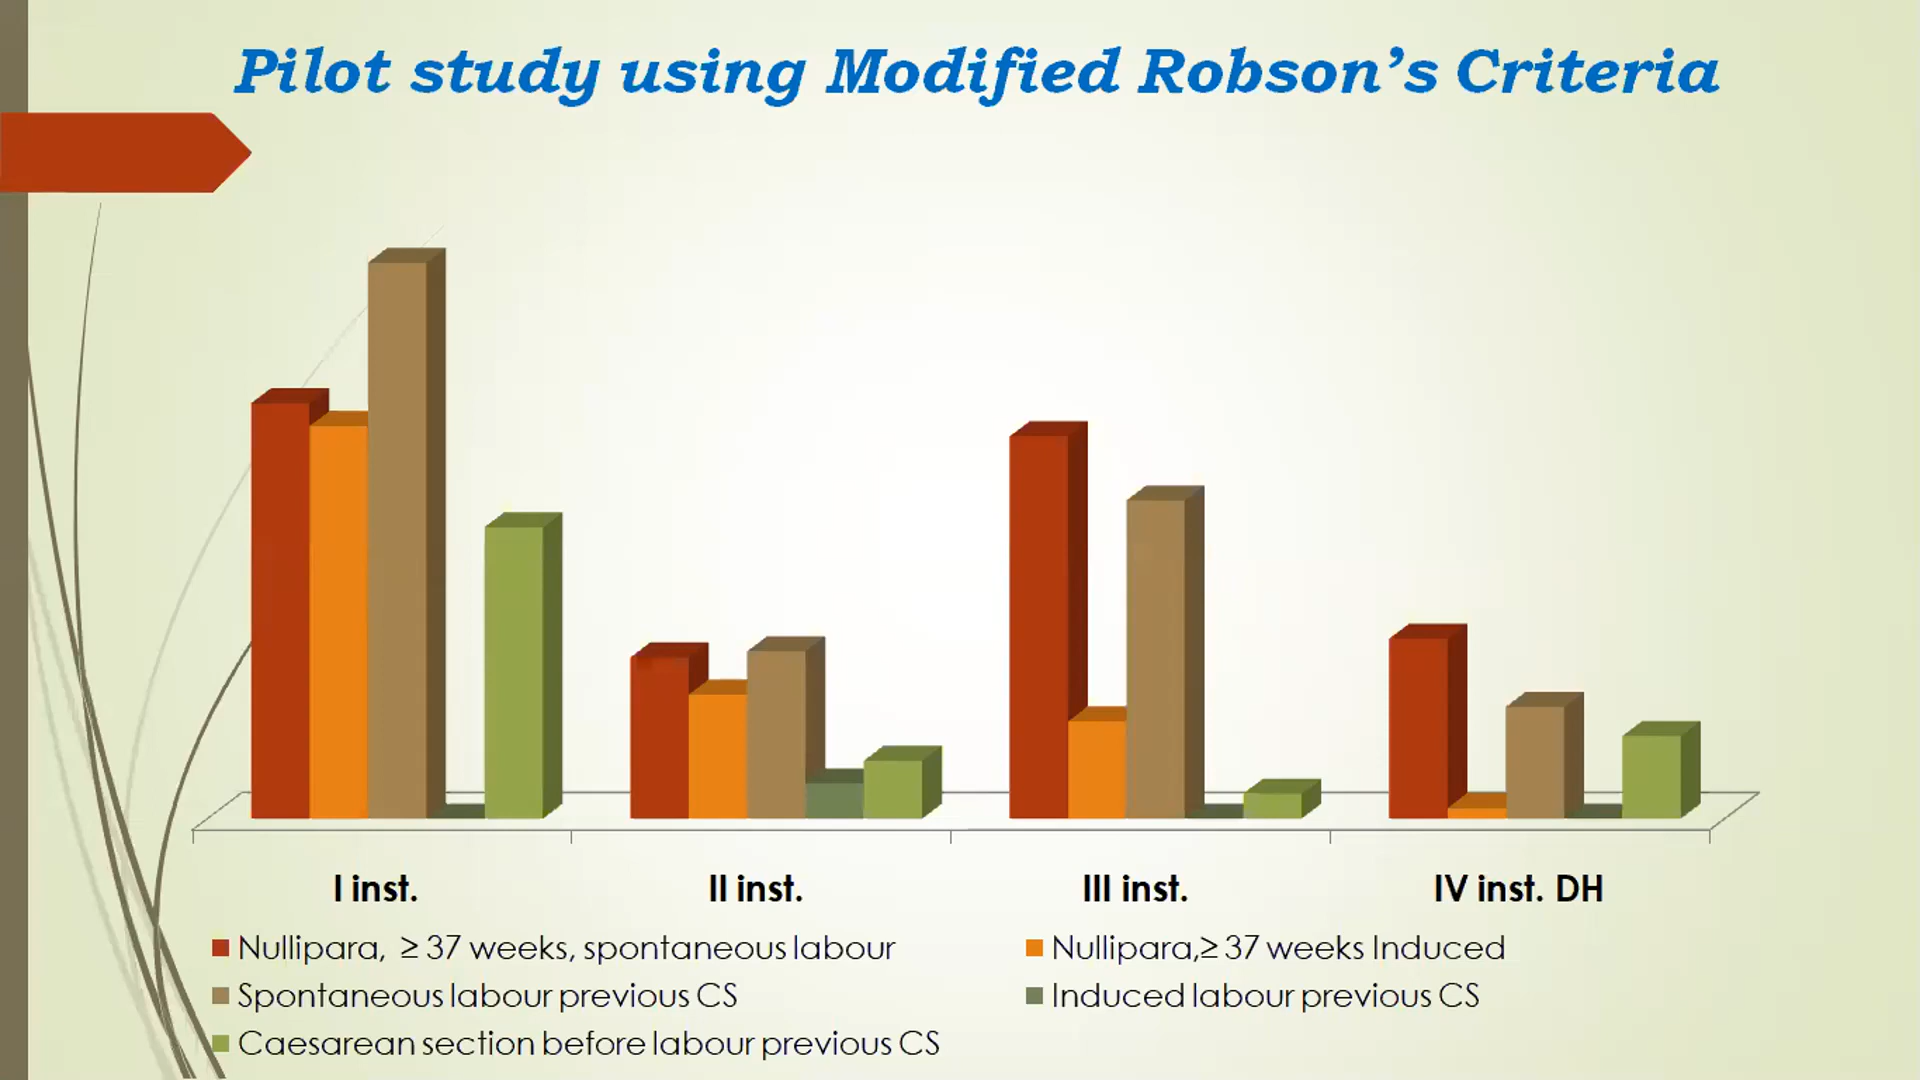 Pilot study using Modified Robson’s Criteria
I inst. II inst. III inst. IV inst. DH
Nullipara, ≥ 37 weeks, spontaneous labour
Nullipara,≥ 37 weeks Induced
Spontaneous labour previous CS
Induced labour previous CS
Caesarean section before labour previous CS